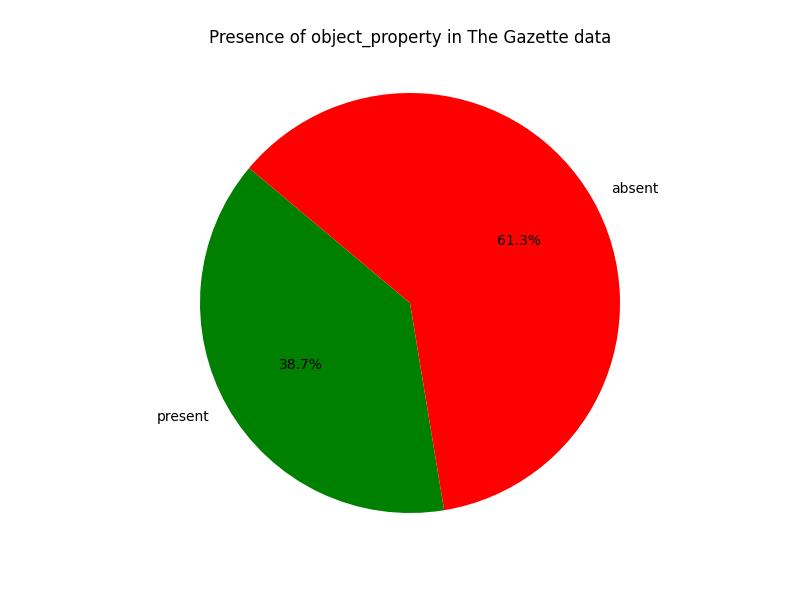 Presence of object_property in The Gazette data
absent
61.3%
38.7%
present